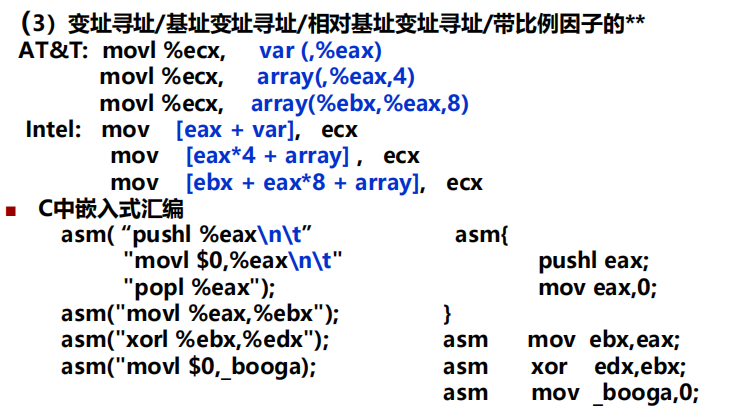 （3）变址寻址/基址变址寻址/相对基址变址寻址/带比例因子的**
AT&T: movl %ecx, var (,%eax)
movl %ecx, array(,%eax,4)
movl %ecx, array(%ebx,%eax,8)
Intel: mov [eax + var], ecx
mov [eax*4 + array] , ecx
mov [ebx + eax*8 + array], ecx
■ C中嵌入式汇编
asm( “pushl %eax\n\t” asm{
"movl $0,%eax\n\t" pushl eax;
"popl %eax"); mov eax,0;
asm("movl %eax,%ebx"); }
asm("xorl %ebx,%edx"); asm mov ebx,eax;
asm("movl $0,_booga); asm xor edx,ebx;
asm mov _booga,0;